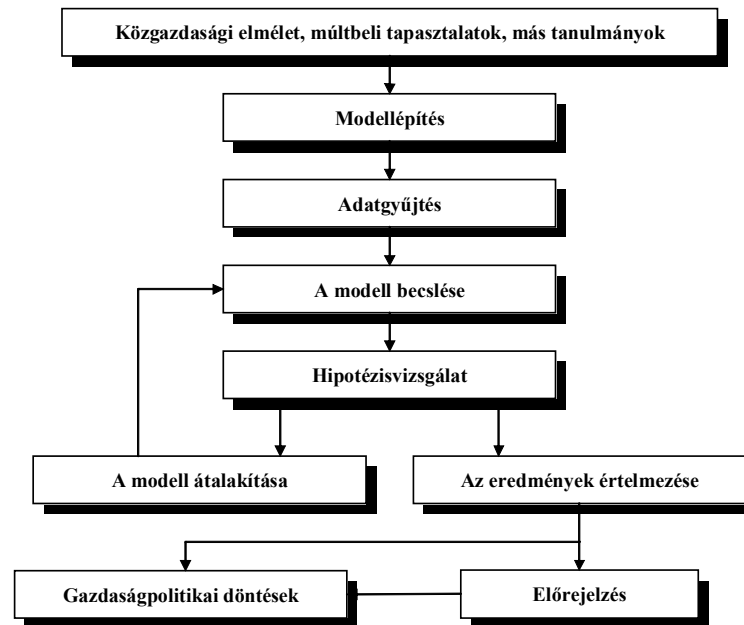 Közgazdasági elmélet, múltbeli tapasztalatok, más tanulmányok
Modellépítés
Adatgyűjtés
A modell becslése
Hipotézisvizsgálat
A modell átalakítása
Az eredmények értelmezése
Gazdaságpolitikai döntések
Előrejelzés